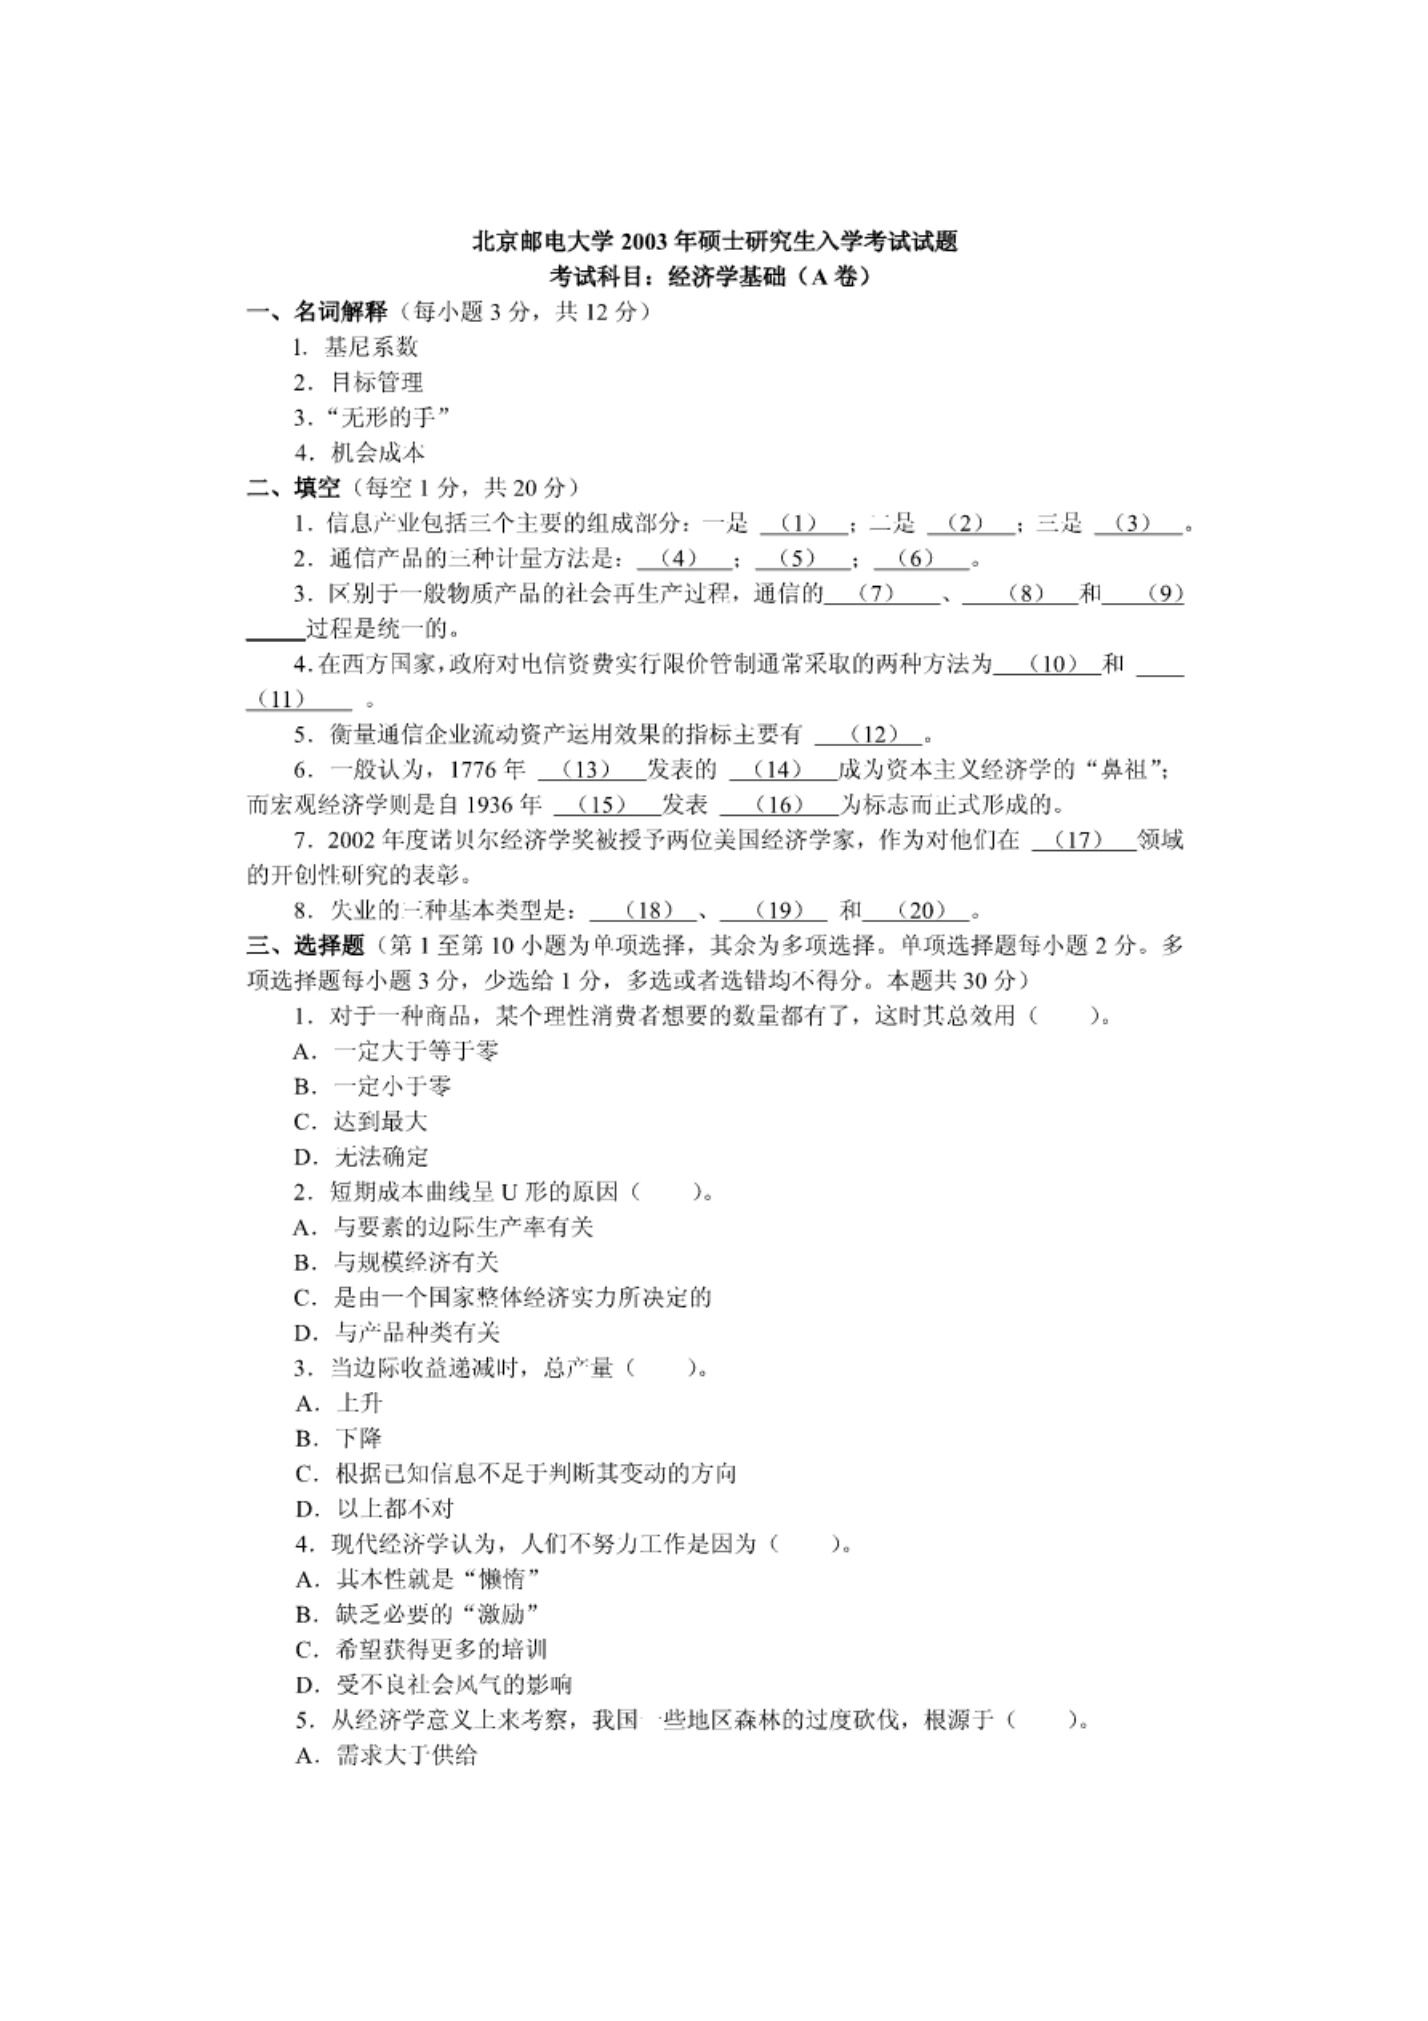 北京邮电大学 2003 年硕士研究生入学考试试题
考试科目：经济学基础（A 卷）
一、名词解释（每小题 3 分，共 12 分）
1．基尼系数
2．目标管理
3．“无形的手”
4．机会成本
二、填空（每空 1 分，共 20 分）
1．信息产业包括三个主要的组成部分：一是 （1） ；二是 （2） ；三是 （3） 。
2．通信产品的三种计量方法是： （4） ； （5） ； （6） 。
3．区别于一般物质产品的社会再生产过程，通信的 （7） 、 （8） 和 （9）
过程是统一的。
4．在西方国家，政府对电信资费实行限价管制通常采取的两种方法为 （10） 和
（11） 。
5．衡量通信企业流动资产运用效果的指标主要有 （12） 。
6．一般认为，1776 年 （13） 发表的 （14） 成为资本主义经济学的“鼻祖”；
而宏观经济学则是自 1936 年 （15） 发表 （16） 为标志而正式形成的。
7．2002 年度诺贝尔经济学奖被授予两位美国经济学家，作为对他们在 （17） 领域
的开创性研究的表彰。
8．失业的三种基本类型是： （18） 、 （19） 和 （20） 。
三、选择题（第 1 至第 10 小题为单项选择，其余为多项选择。单项选择题每小题 2 分。多
项选择题每小题 3 分，少选给 1 分，多选或者选错均不得分。本题共 30 分）
1．对于一种商品，某个理性消费者想要的数量都有了，这时其总效用（ ）。
A．一定大于等于零
B．一定小于零
C．达到最大
D．无法确定
2．短期成本曲线呈 U 形的原因（ ）。
A．与要素的边际生产率有关
B．与规模经济有关
C．是由一个国家整体经济实力所决定的
D．与产品种类有关
3．当边际收益递减时，总产量（ ）。
A．上升
B．下降
C．根据已知信息不足于判断其变动的方向
D．以上都不对
4．现代经济学认为，人们不努力工作是因为（ ）。
A．其本性就是“懒惰”
B．缺乏必要的“激励”
C．希望获得更多的培训
D．受不良社会风气的影响
5．从经济学意义上来考察，我国一些地区森林的过度砍伐，根源于（ ）。
A．需求大于供给